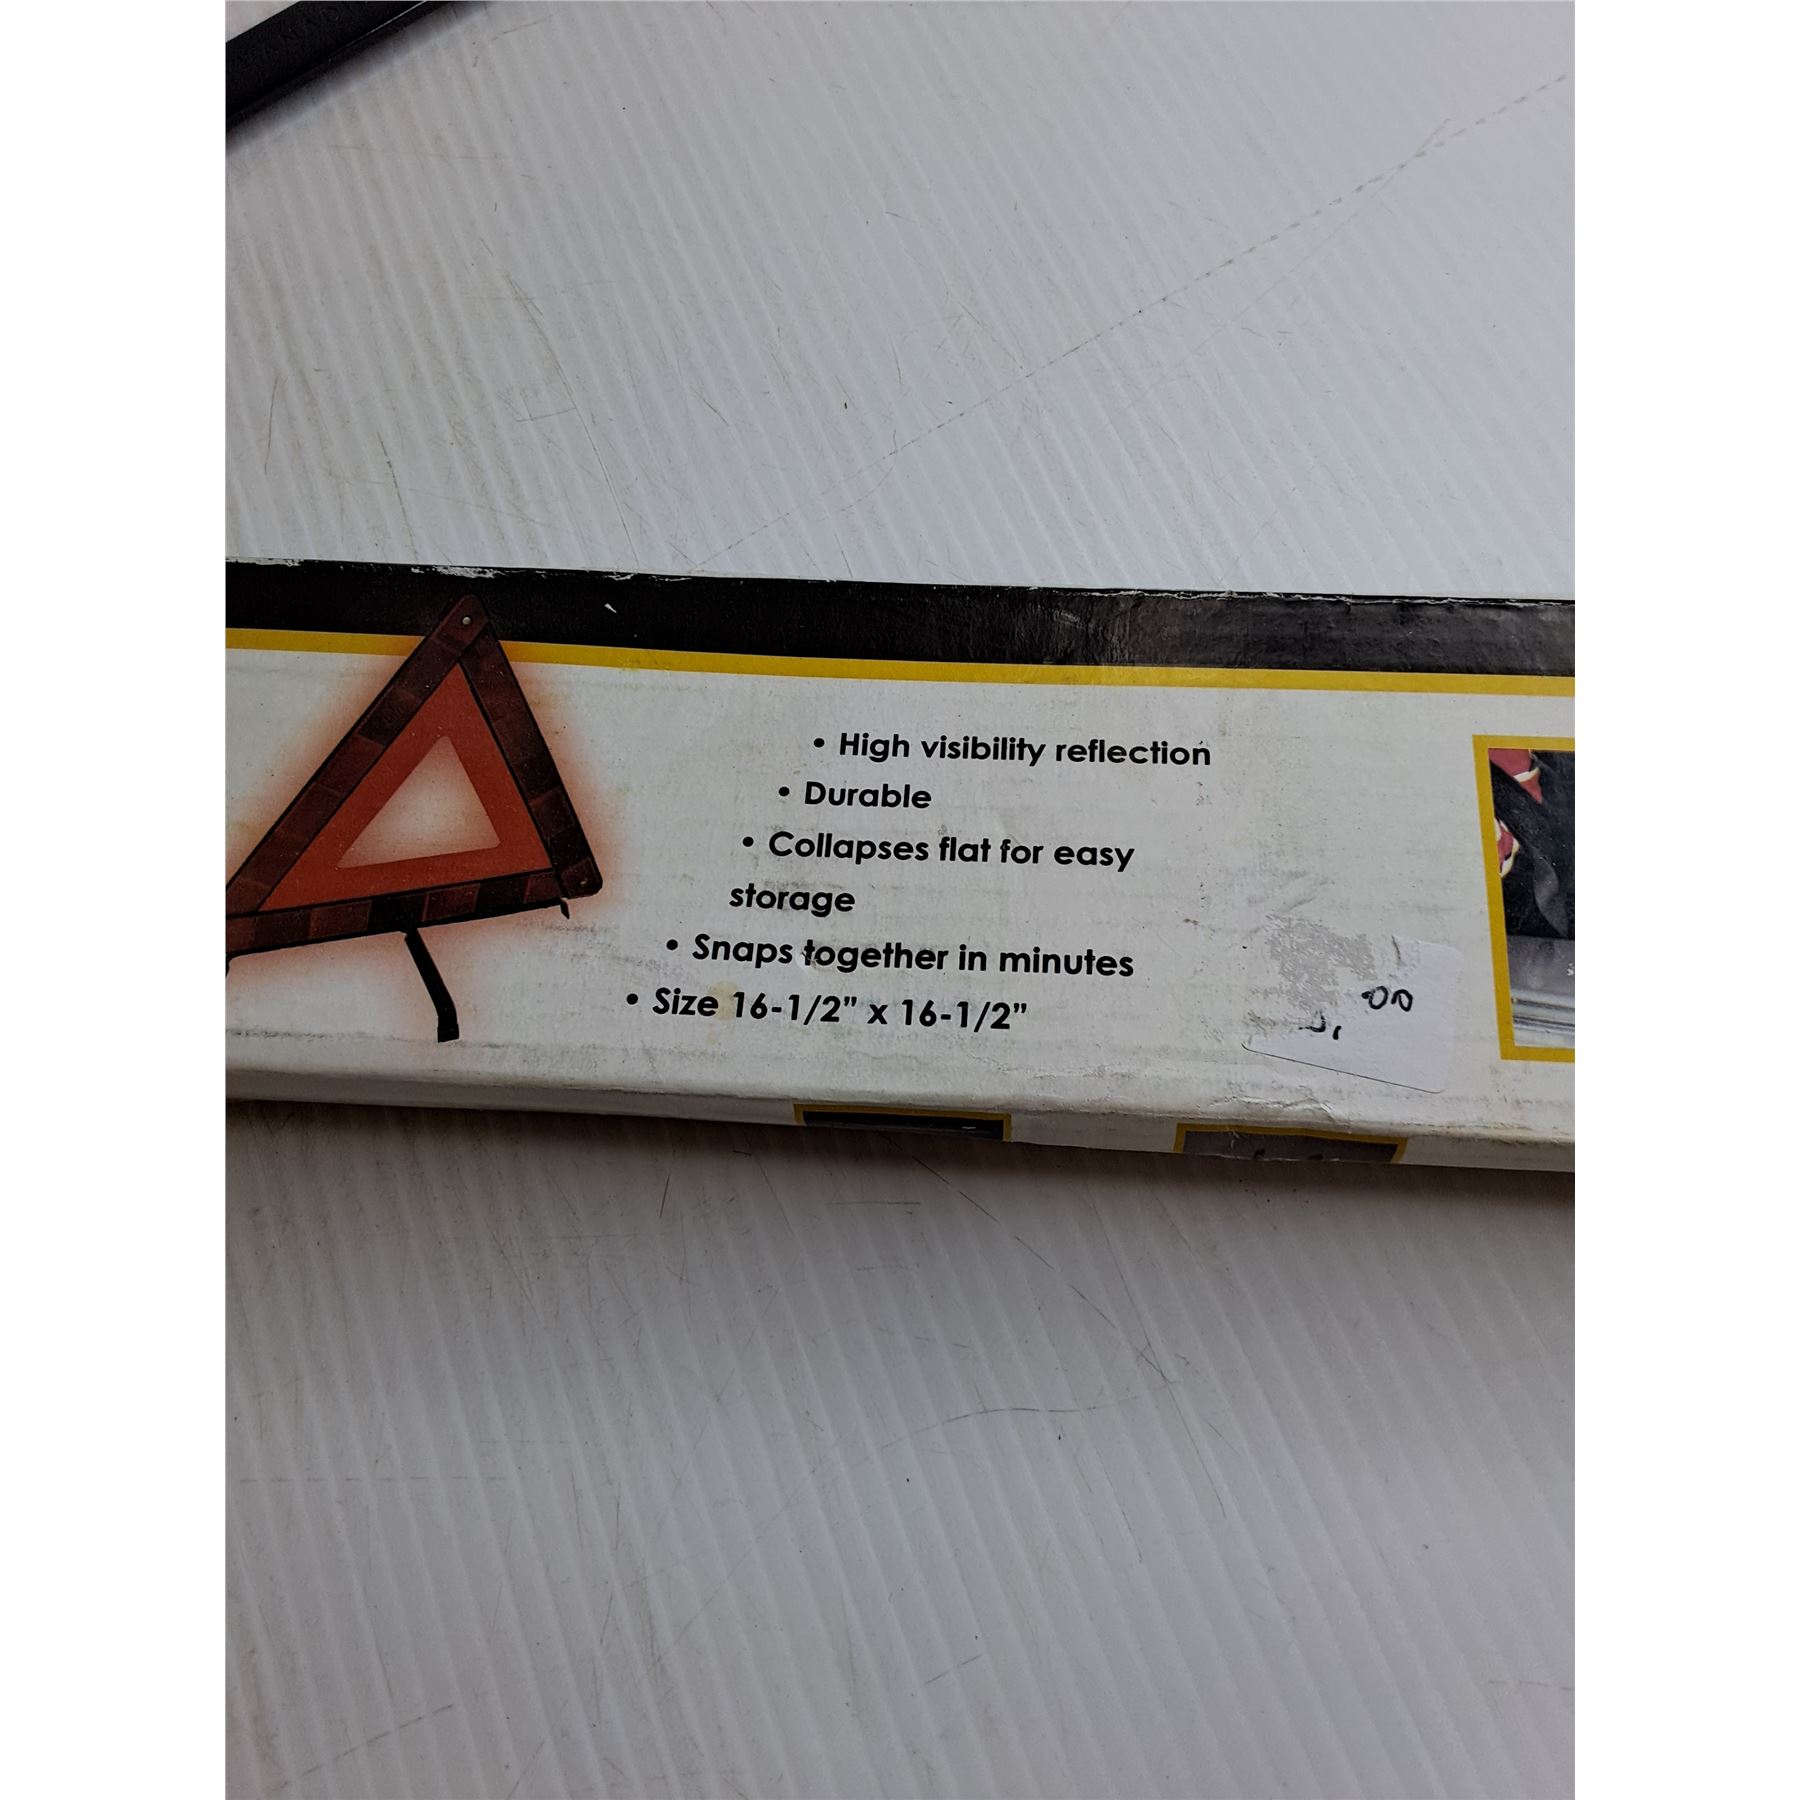 • High visibility reflection
• Durable
• Collapses flat for easy
storage
• Snaps together in minutes
• Size 16-1/2” x 16-1/2”
00